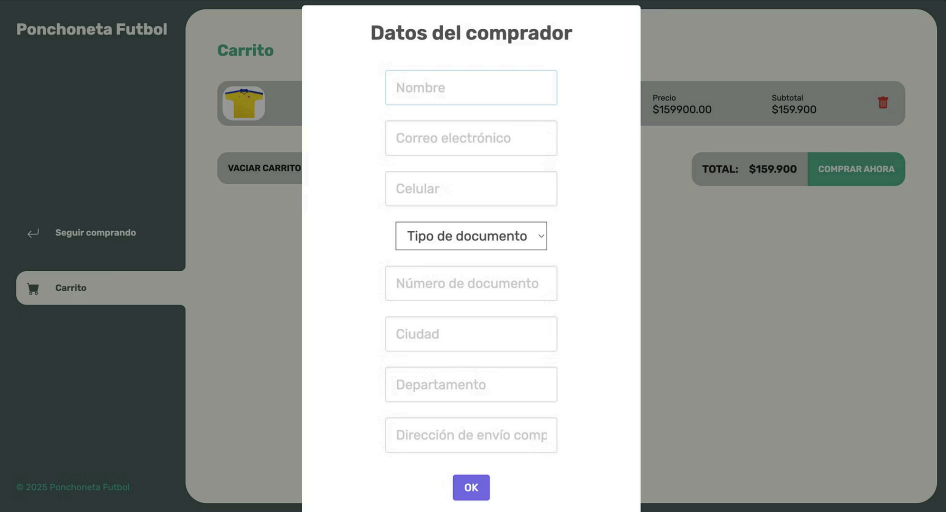 Ponchoneta Futbol
Seguir comprando
Carrito
© 2025 Ponchoneta Futbol
Carrito
Precio
$159900.00
Subtotal
$159.900
VACIAR CARRITO
TOTAL: $159.900
COMPRAR AHORA
Datos del comprador
Nombre
Correo electrónico
Celular
Tipo de documento
Número de documento
Ciudad
Departamento
Dirección de envío comp
OK